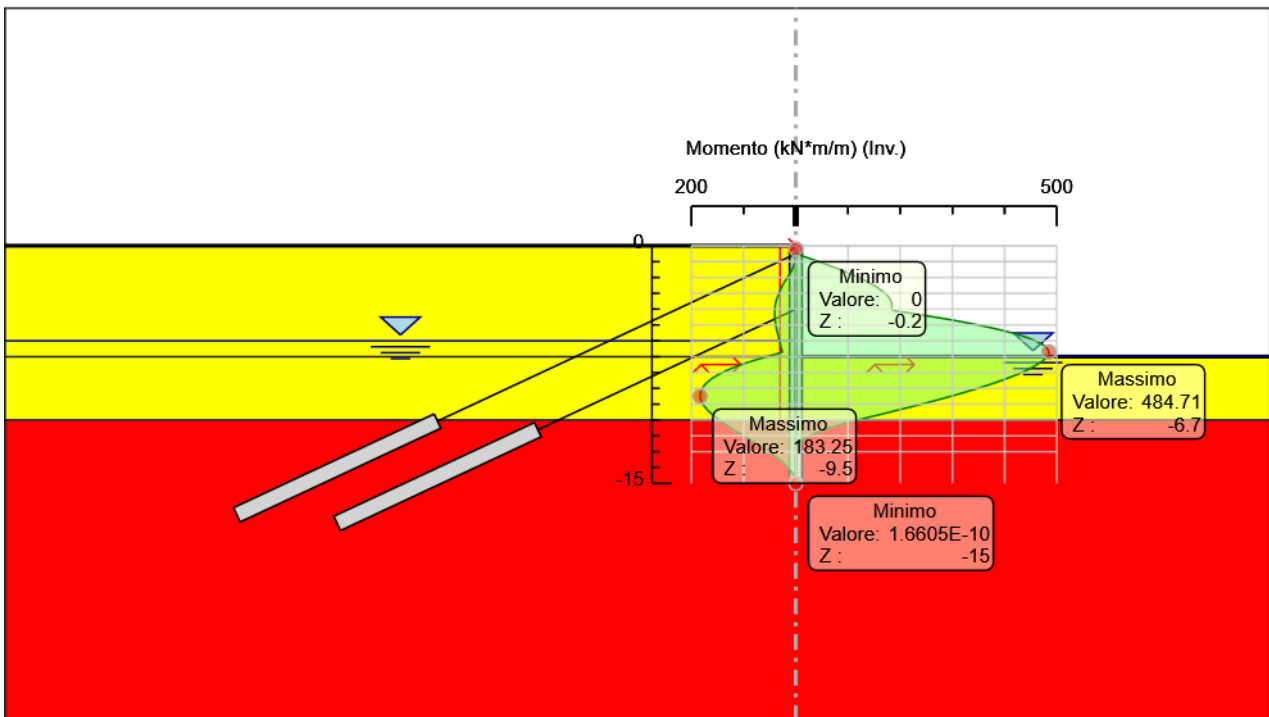 Momento (kN*m/m) (Inv.)
200
500
0
Minimo
Valore: 0
Z : -0.2
Massimo
Valore: 484.71
Z : -6.7
Massimo
Valore: 183.25
Z : -9.5
-15
Minimo
Valore: 1.6605E-10
Z : -15